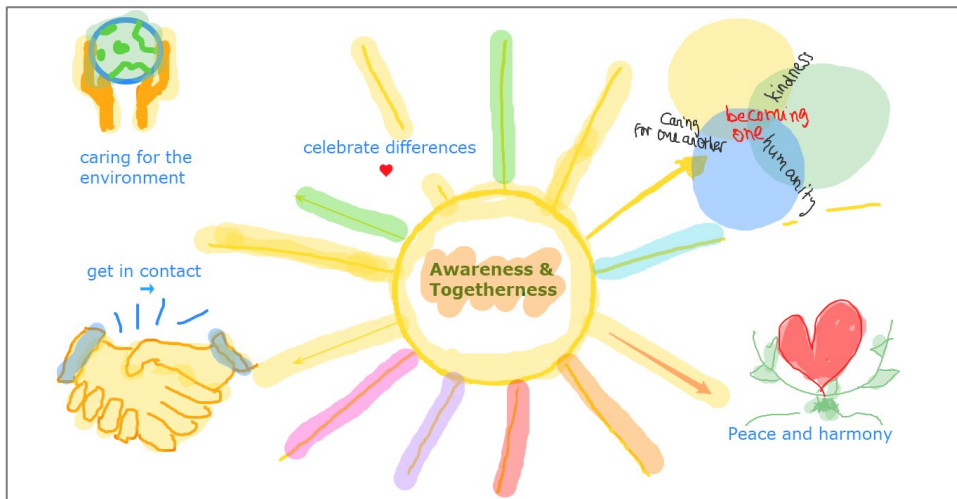 caring for the
environment
celebrate differences
kindness
Caring
for one another
becoming
one
humanity
get in contact
Awareness &
Togetherness
Peace and harmony